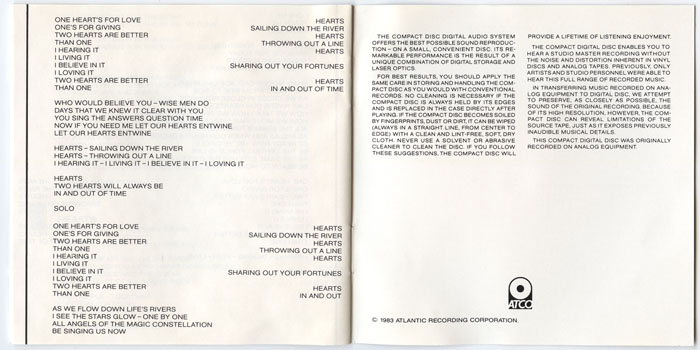 ONE HEART'S FOR LOVE
ONE'S FOR GIVING
TWO HEARTS ARE BETTER
THAN ONE
I HEARING IT
I LIVING IT
I BELIEVE IN IT
I LOVING IT
TWO HEARTS ARE BETTER
THAN ONE
HEARTS
SAILING DOWN THE RIVER
HEARTS
THROWING OUT A LINE
HEARTS
SHARING OUT YOUR FORTUNES
HEARTS
IN AND OUT OF TIME
WHO WOULD BELIEVE YOU – WISE MEN DO
DAYS THAT WE KNEW IT CLEAR WITH YOU
YOU SING THE ANSWERS QUESTION TIME
NOW IF YOU NEED ME LET OUR HEARTS ENTWINE
LET OUR HEARTS ENTWINE
HEARTS – SAILING DOWN THE RIVER
HEARTS – THROWING OUT A LINE
I HEARING IT – I LIVING IT – I BELIEVE IN IT – I LOVING IT
HEARTS
TWO HEARTS WILL ALWAYS BE
IN AND OUT OF TIME
SOLO
ONE HEART'S FOR LOVE
ONE'S FOR GIVING
TWO HEARTS ARE BETTER
THAN ONE
I HEARING IT
I LIVING IT
I BELIEVE IN IT
I LOVING IT
TWO HEARTS ARE BETTER
THAN ONE
HEARTS
SAILING DOWN THE RIVER
HEARTS
THROWING OUT A LINE
HEARTS
SHARING OUT YOUR FORTUNES
HEARTS
IN AND OUT
AS WE FLOW DOWN LIFE'S RIVERS
I SEE THE STARS GLOW – ONE BY ONE
ALL ANGELS OF THE MAGIC CONSTELLATION
BE SINGING US NOW
THE COMPACT DISC DIGITAL AUDIO SYSTEM
OFFERS THE BEST POSSIBLE SOUND REPRODUC-
TION – ON A SMALL, CONVENIENT DISC. ITS RE-
MARKABLE PERFORMANCE IS THE RESULT OF A
UNIQUE COMBINATION OF DIGITAL STORAGE AND
LASER OPTICS.
FOR BEST RESULTS, YOU SHOULD APPLY THE
SAME CARE IN STORING AND HANDLING THE COM-
PACT DISC AS YOU WOULD WITH CONVENTIONAL
RECORDS. NO CLEANING IS NECESSARY IF THE
COMPACT DISC IS ALWAYS HELD BY ITS EDGES
AND IS REPLACED IN THE CASE DIRECTLY AFTER
PLAYING. IF THE COMPACT DISC BECOMES SOILED
BY FINGERPRINTS, DUST OR DIRT, IT CAN BE WIPED
(ALWAYS IN A STRAIGHT LINE, FROM CENTER TO
EDGE) WITH A CLEAN AND LINT-FREE, SOFT, DRY
CLOTH. NEVER USE A SOLVENT OR ABRASIVE
CLEANER TO CLEAN THE DISC. IF YOU FOLLOW
THESE SUGGESTIONS, THE COMPACT DISC WILL
PROVIDE A LIFETIME OF LISTENING ENJOYMENT.
THE COMPACT DIGITAL DISC ENABLES YOU TO
HEAR A STUDIO MASTER RECORDING WITHOUT
THE NOISE AND DISTORTION INHERENT IN VINYL
DISCS AND ANALOG TAPES. PREVIOUSLY, ONLY
ARTISTS AND STUDIO PERSONNEL WERE ABLE TO
HEAR THIS FULL RANGE OF RECORDED MUSIC.
IN TRANSFERRING MUSIC RECORDED ON ANA-
LOG EQUIPMENT TO DIGITAL DISC, WE ATTEMPT
TO PRESERVE, AS CLOSELY AS POSSIBLE, THE
SOUND OF THE ORIGINAL RECORDING. BECAUSE
OF ITS HIGH RESOLUTION, HOWEVER, THE COM-
PACT DISC CAN REVEAL LIMITATIONS OF THE
SOURCE TAPE, JUST AS IT EXPOSES PREVIOUSLY
INAUDIBLE MUSICAL DETAILS.
THIS COMPACT DIGITAL DISC WAS ORIGINALLY
RECORDED ON ANALOG EQUIPMENT.
ATCO
© 1983 ATLANTIC RECORDING CORPORATION.